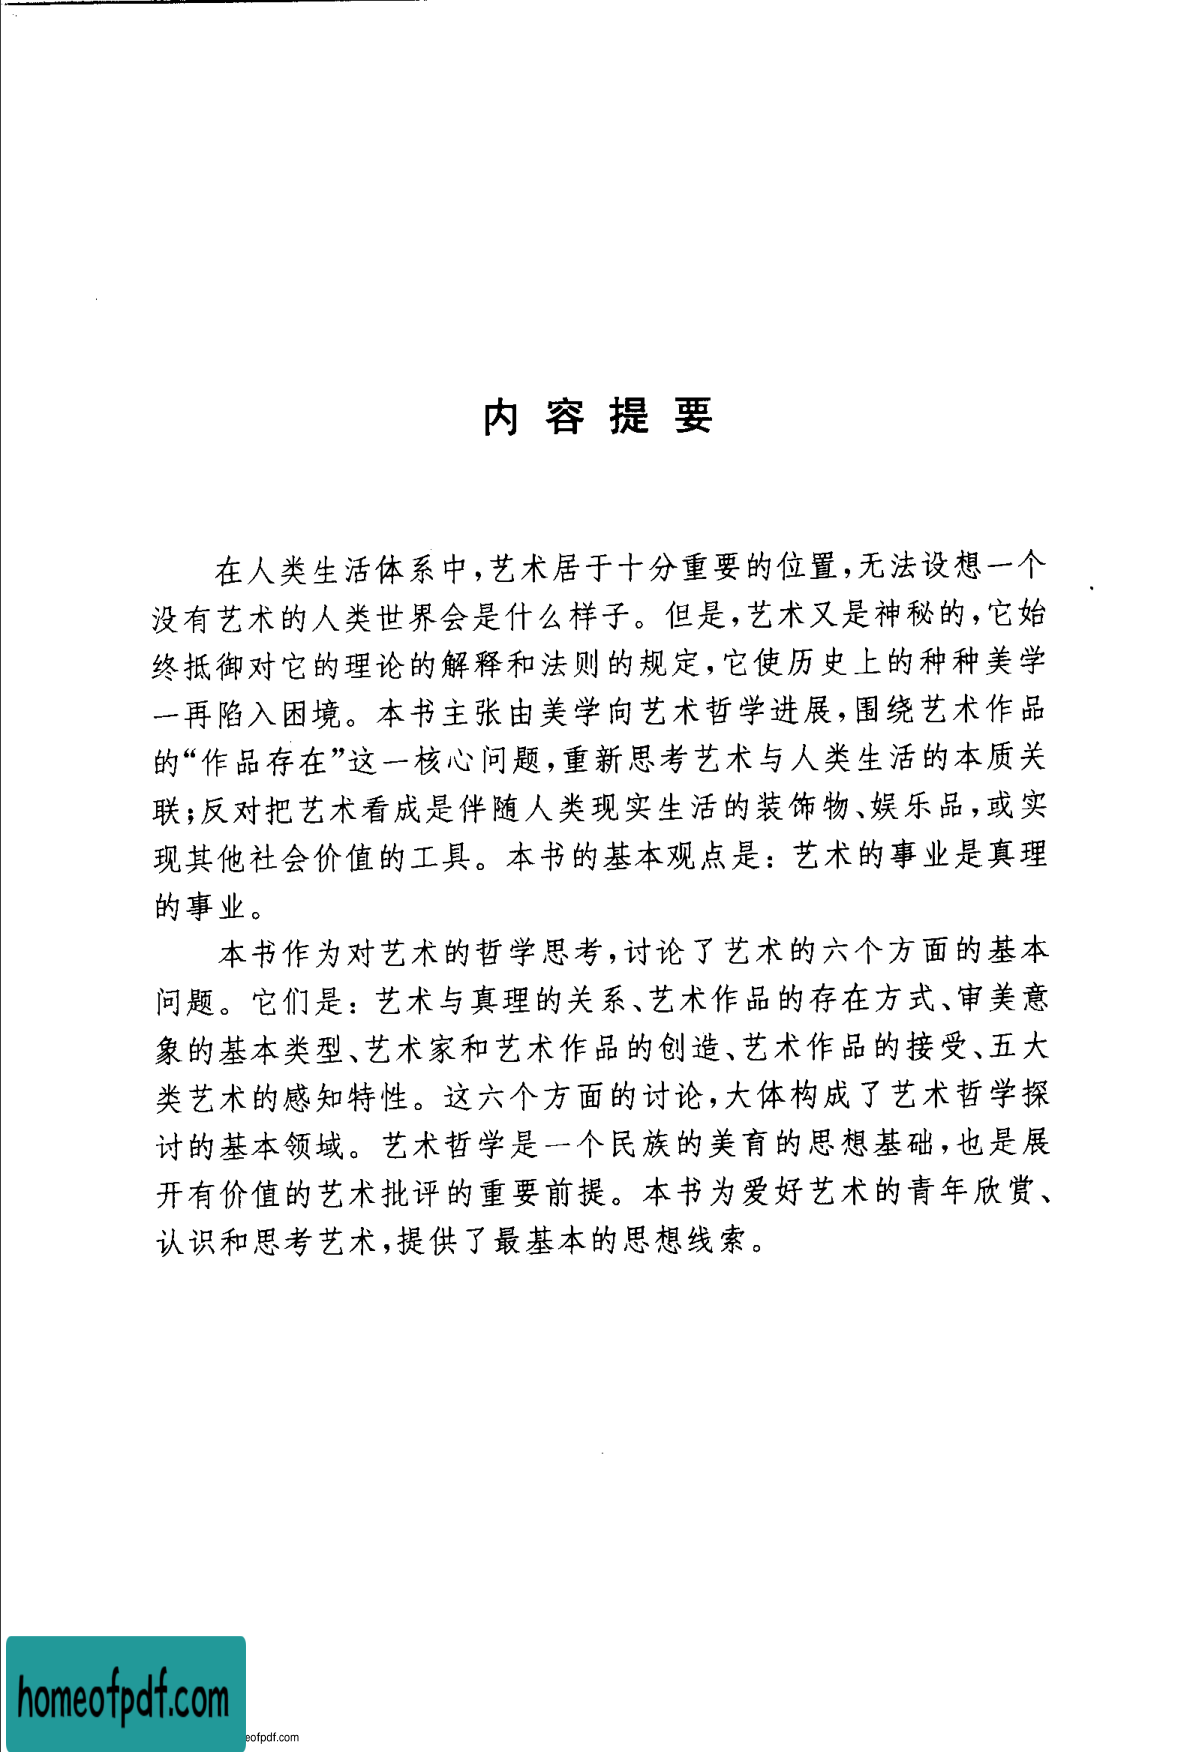 内容提要
在人类生活体系中,艺术居于十分重要的位置,无法设想一个
没有艺术的人类世界会是什么样子。但是,艺术又是神秘的,它始
终抵御对它的理论的解释和法则的规定,它使历史上的种种美学
一再陷入困境。本书主张由美学向艺术哲学进展,围绕艺术作品
的“作品存在”这一核心问题,重新思考艺术与人类生活的本质关
联;反对把艺术看成是伴随人类现实生活的装饰物、娱乐品,或实
现其他社会价值的工具。本书的基本观点是: 艺术的事业是真理
的事业。
本书作为对艺术的哲学思考,讨论了艺术的六个方面的基本
问题。它们是: 艺术与真理的关系、艺术作品的存在方式、审美意
象的基本类型、艺术家和艺术作品的创造、艺术作品的接受、五大
类艺术的感知特性。这六个方面的讨论,大体构成了艺术哲学探
讨的基本领域。艺术哲学是一个民族的美育的思想基础,也是展
开有价值的艺术批评的重要前提。本书为爱好艺术的青年欣赏、
认识和思考艺术,提供了最基本的思想线索。
homeofpdf.com
eofpdf.com